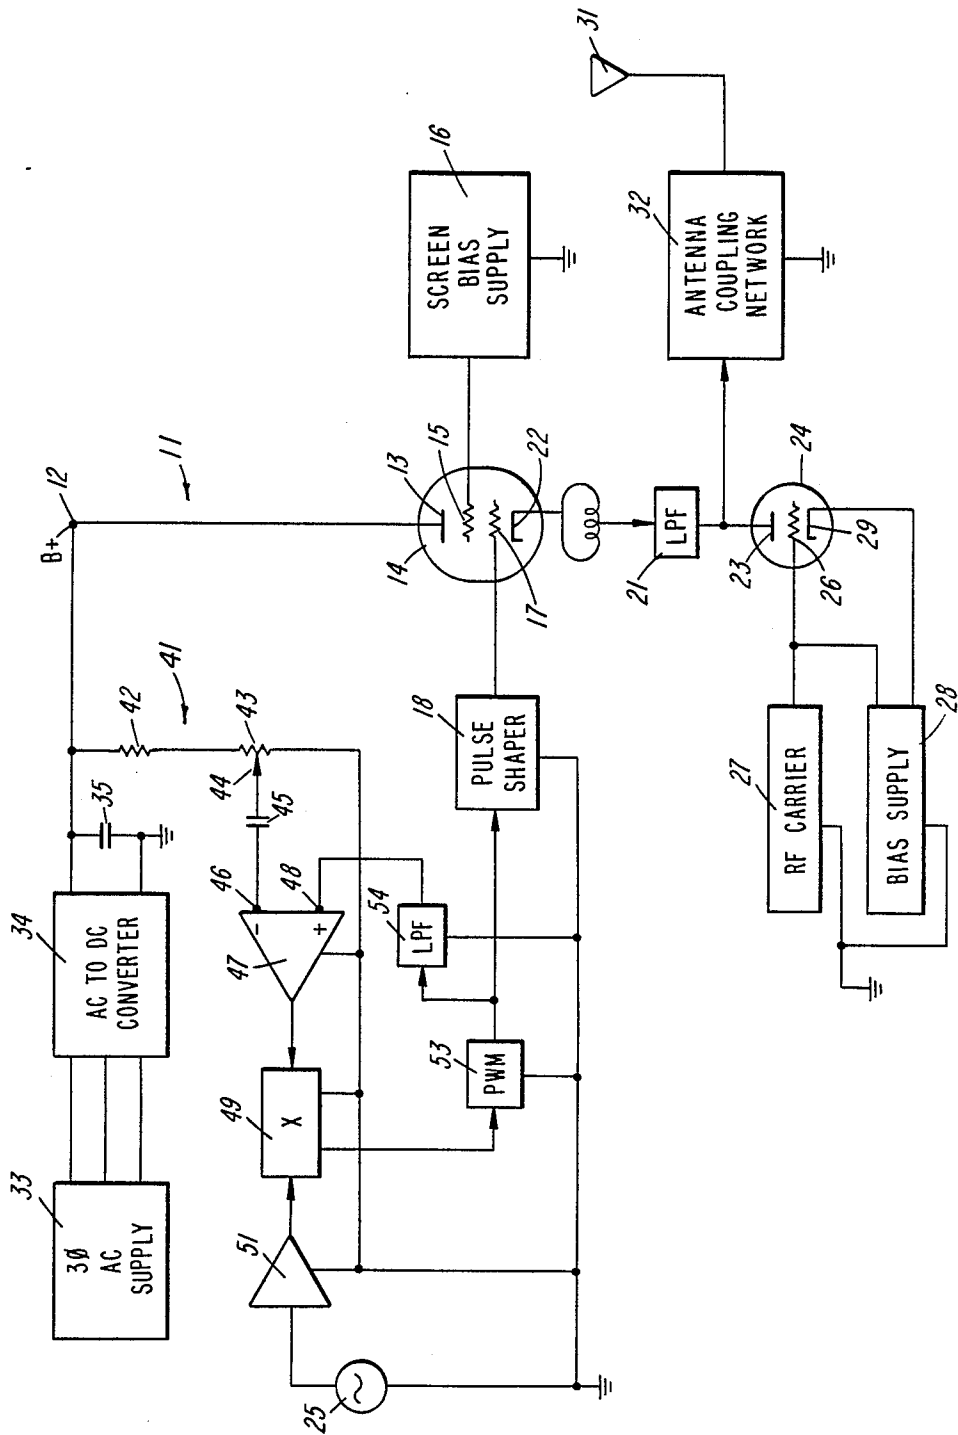 33
3Ø
AC
SUPPLY
34
AC TO DC
CONVERTER
35
B+
12
11
41
42
43
44
45
46
-
47
48
+
49
X
51
25
53
PWM
54
LPF
18
PULSE
SHAPER
13
14
15
17
22
16
SCREEN
BIAS
SUPPLY
21
LPF
31
32
ANTENNA
COUPLING
NETWORK
23
24
26
29
27
RF CARRIER
28
BIAS SUPPLY